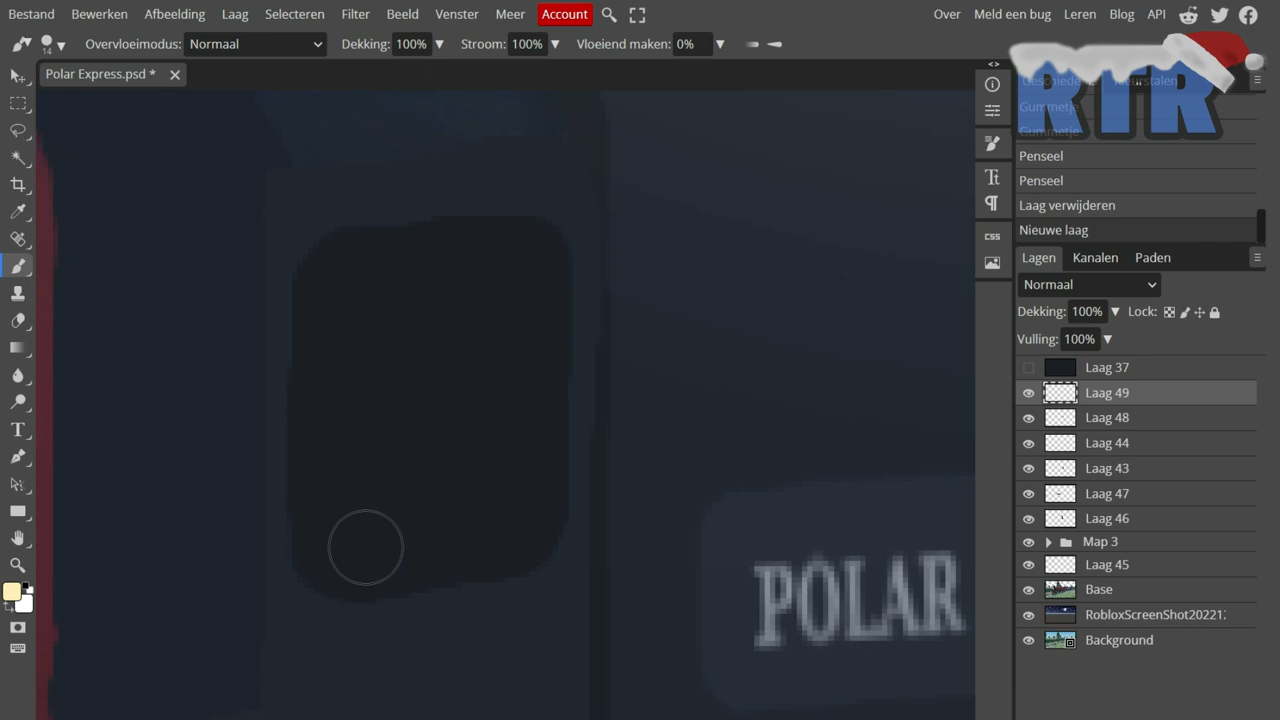 Bestand Bewerken Afbeelding Laag Selecteren Filter Beeld Venster Meer Account Over Meld een bug Leren Blog API
14 Overvloeimodus: Normaal Dekking: 100% Stroom: 100% Vloeiend maken: 0%
Polar Express.psd *
RTR
Gummetje
Gummetje
Penseel
Penseel
Laag verwijderen
Nieuwe laag
Lagen Kanalen Paden
Normaal
Dekking: 100% Lock:
Vulling: 100%
Laag 37
Laag 49
Laag 48
Laag 44
Laag 43
Laag 47
Laag 46
Map 3
Laag 45
Base
RobloxScreenShot20221
Background
CSS
POLAR